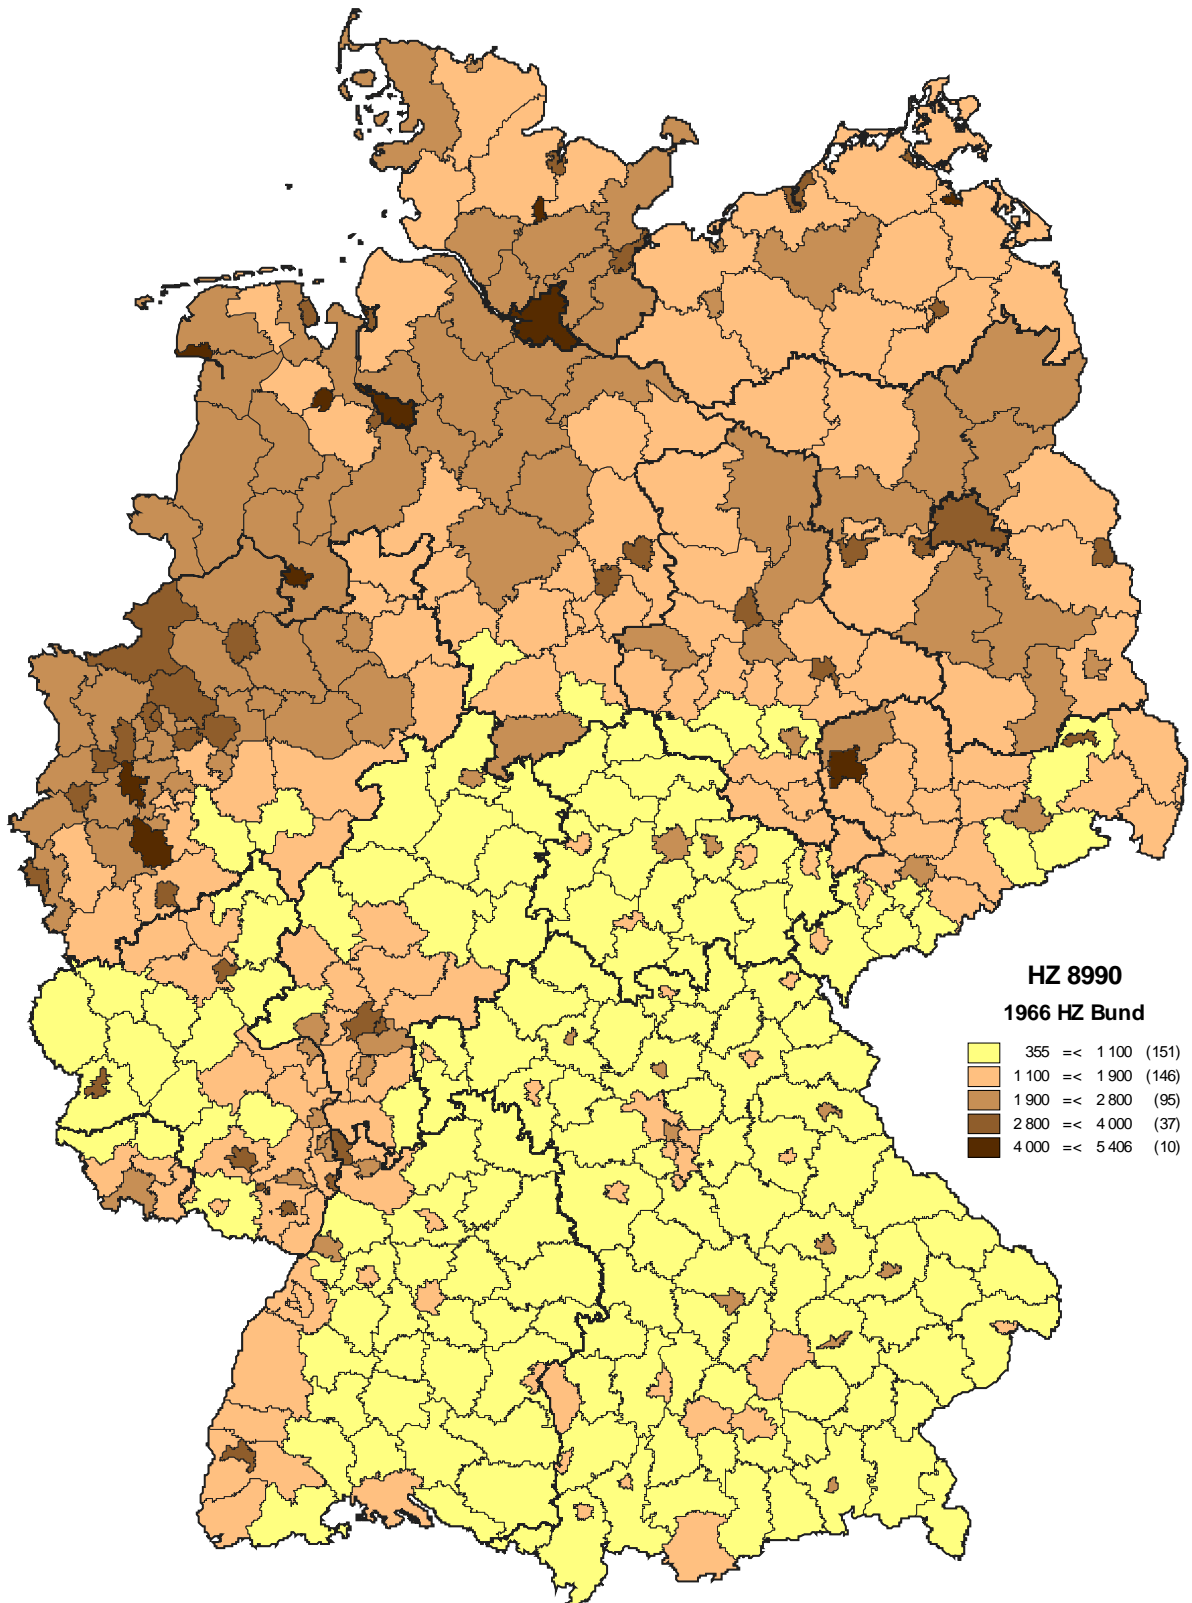 HZ 8990
1966 HZ Bund
355 =< 1 100 (151)
1 100 =< 1 900 (146)
1 900 =< 2 800 (95)
2 800 =< 4 000 (37)
4 000 =< 5 406 (10)